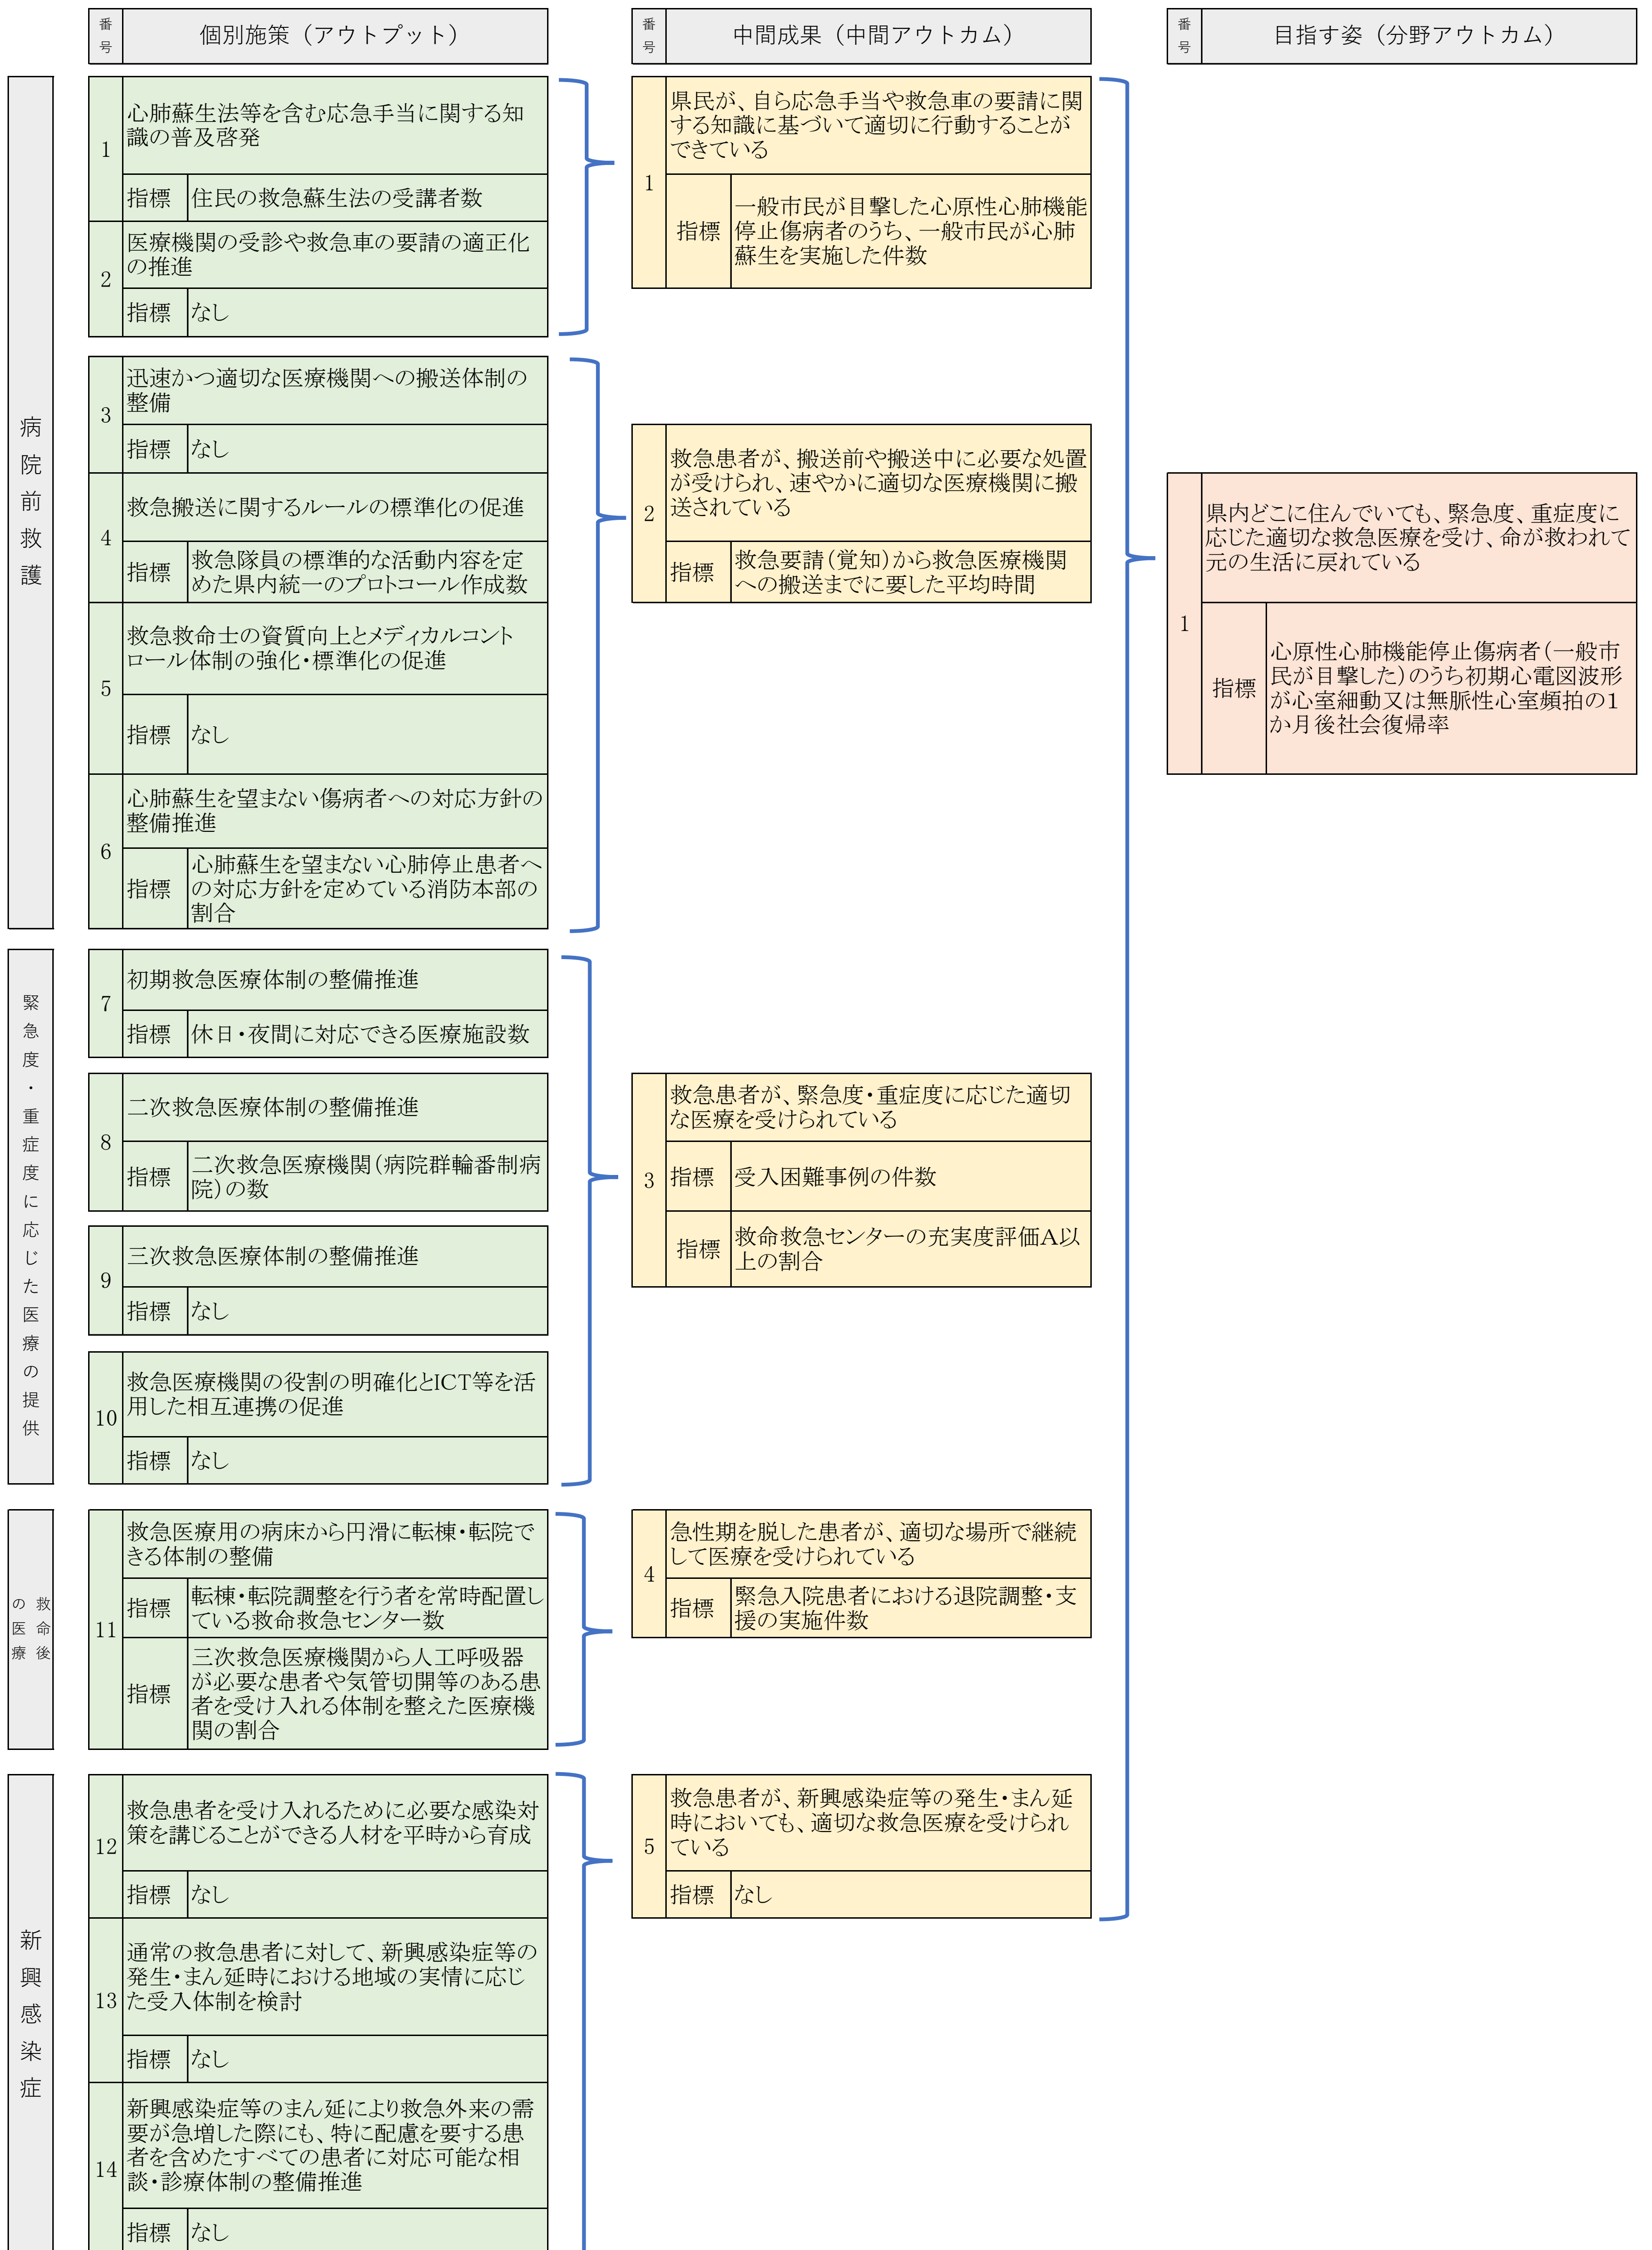 番号
個別施策（アウトプット）
番号
中間成果（中間アウトカム）
番号
目指す姿（分野アウトカム）
病院前救護
1
心肺蘇生法等を含む応急手当に関する知
識の普及啓発
指標
住民の救急蘇生法の受講者数
2
医療機関の受診や救急車の要請の適正化
の推進
指標
なし
3
迅速かつ適切な医療機関への搬送体制の
整備
指標
なし
4
救急搬送に関するルールの標準化の促進
指標
救急隊員の標準的な活動内容を定
めた県内統一のプロトコール作成数
5
救急救命士の資質向上とメディカルコント
ロール体制の強化・標準化の促進
指標
なし
6
心肺蘇生を望まない傷病者への対応方針の
整備推進
指標
心肺蘇生を望まない心肺停止患者へ
の対応方針を定めている消防本部の
割合
緊急度・重症度に応じた医療の提供
7
初期救急医療体制の整備推進
指標
休日・夜間に対応できる医療施設数
8
二次救急医療体制の整備推進
指標
二次救急医療機関（病院群輪番制病
院）の数
9
三次救急医療体制の整備推進
指標
なし
10
救急医療機関の役割の明確化とICT等を活
用した相互連携の促進
指標
なし
救命後
の医療
11
救急医療用の病床から円滑に転棟・転院で
きる体制の整備
指標
転棟・転院調整を行う者を常時配置し
ている救命救急センター数
指標
三次救急医療機関から人工呼吸器
が必要な患者や気管切開等のある患
者を受け入れる体制を整えた医療機
関の割合
新興感染症
12
救急患者を受け入れるために必要な感染対
策を講じることができる人材を平時から育成
指標
なし
13
通常の救急患者に対して、新興感染症等の
発生・まん延時における地域の実情に応じ
た受入体制を検討
指標
なし
14
新興感染症等のまん延により救急外来の需
要が急増した際にも、特に配慮を要する患
者を含めたすべての患者に対応可能な相
談・診療体制の整備推進
指標
なし
1
県民が、自ら応急手当や救急車の要請に関
する知識に基づいて適切に行動することが
できている
指標
一般市民が目撃した心原性心肺機能
停止傷病者のうち、一般市民が心肺
蘇生を実施した件数
2
救急患者が、搬送前や搬送中に必要な処置
が受けられ、速やかに適切な医療機関に搬
送されている
指標
救急要請（覚知）から救急医療機関
への搬送までに要した平均時間
3
救急患者が、緊急度・重症度に応じた適切
な医療を受けられている
指標
受入困難事例の件数
指標
救命救急センターの充実度評価A以
上の割合
4
急性期を脱した患者が、適切な場所で継続
して医療を受けられている
指標
緊急入院患者における退院調整・支
援の実施件数
5
救急患者が、新興感染症等の発生・まん延
時においても、適切な救急医療を受けられ
ている
指標
なし
1
県内どこに住んでいても、緊急度、重症度に
応じた適切な救急医療を受け、命が救われて
元の生活に戻れている
指標
心原性心肺機能停止傷病者（一般市
民が目撃した）のうち初期心電図波形
が心室細動又は無脈性心室頻拍の1
か月後社会復帰率